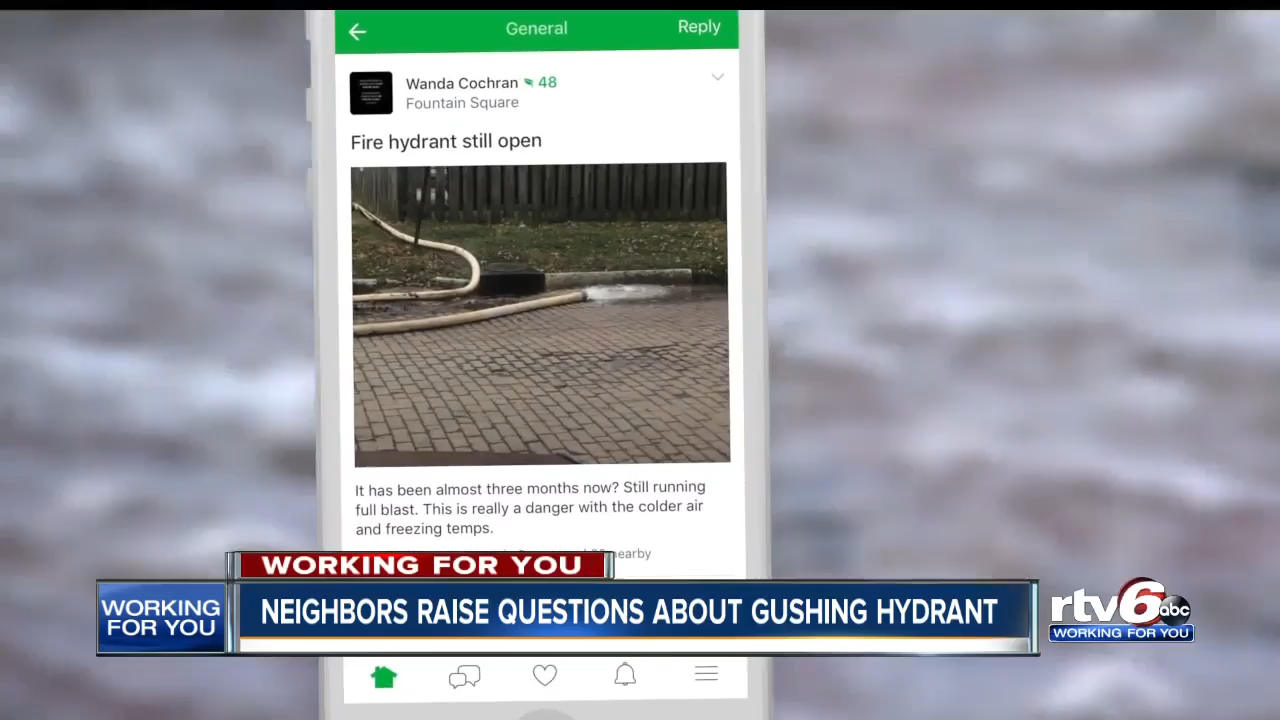 General
Reply
Wanda Cochran 48
Fountain Square
Fire hydrant still open
It has been almost three months now? Still running
full blast. This is really a danger with the colder air
and freezing temps.
nearby
WORKING FOR YOU
WORKING
FOR YOU
NEIGHBORS RAISE QUESTIONS ABOUT GUSHING HYDRANT
rtv6 abc
WORKING FOR YOU